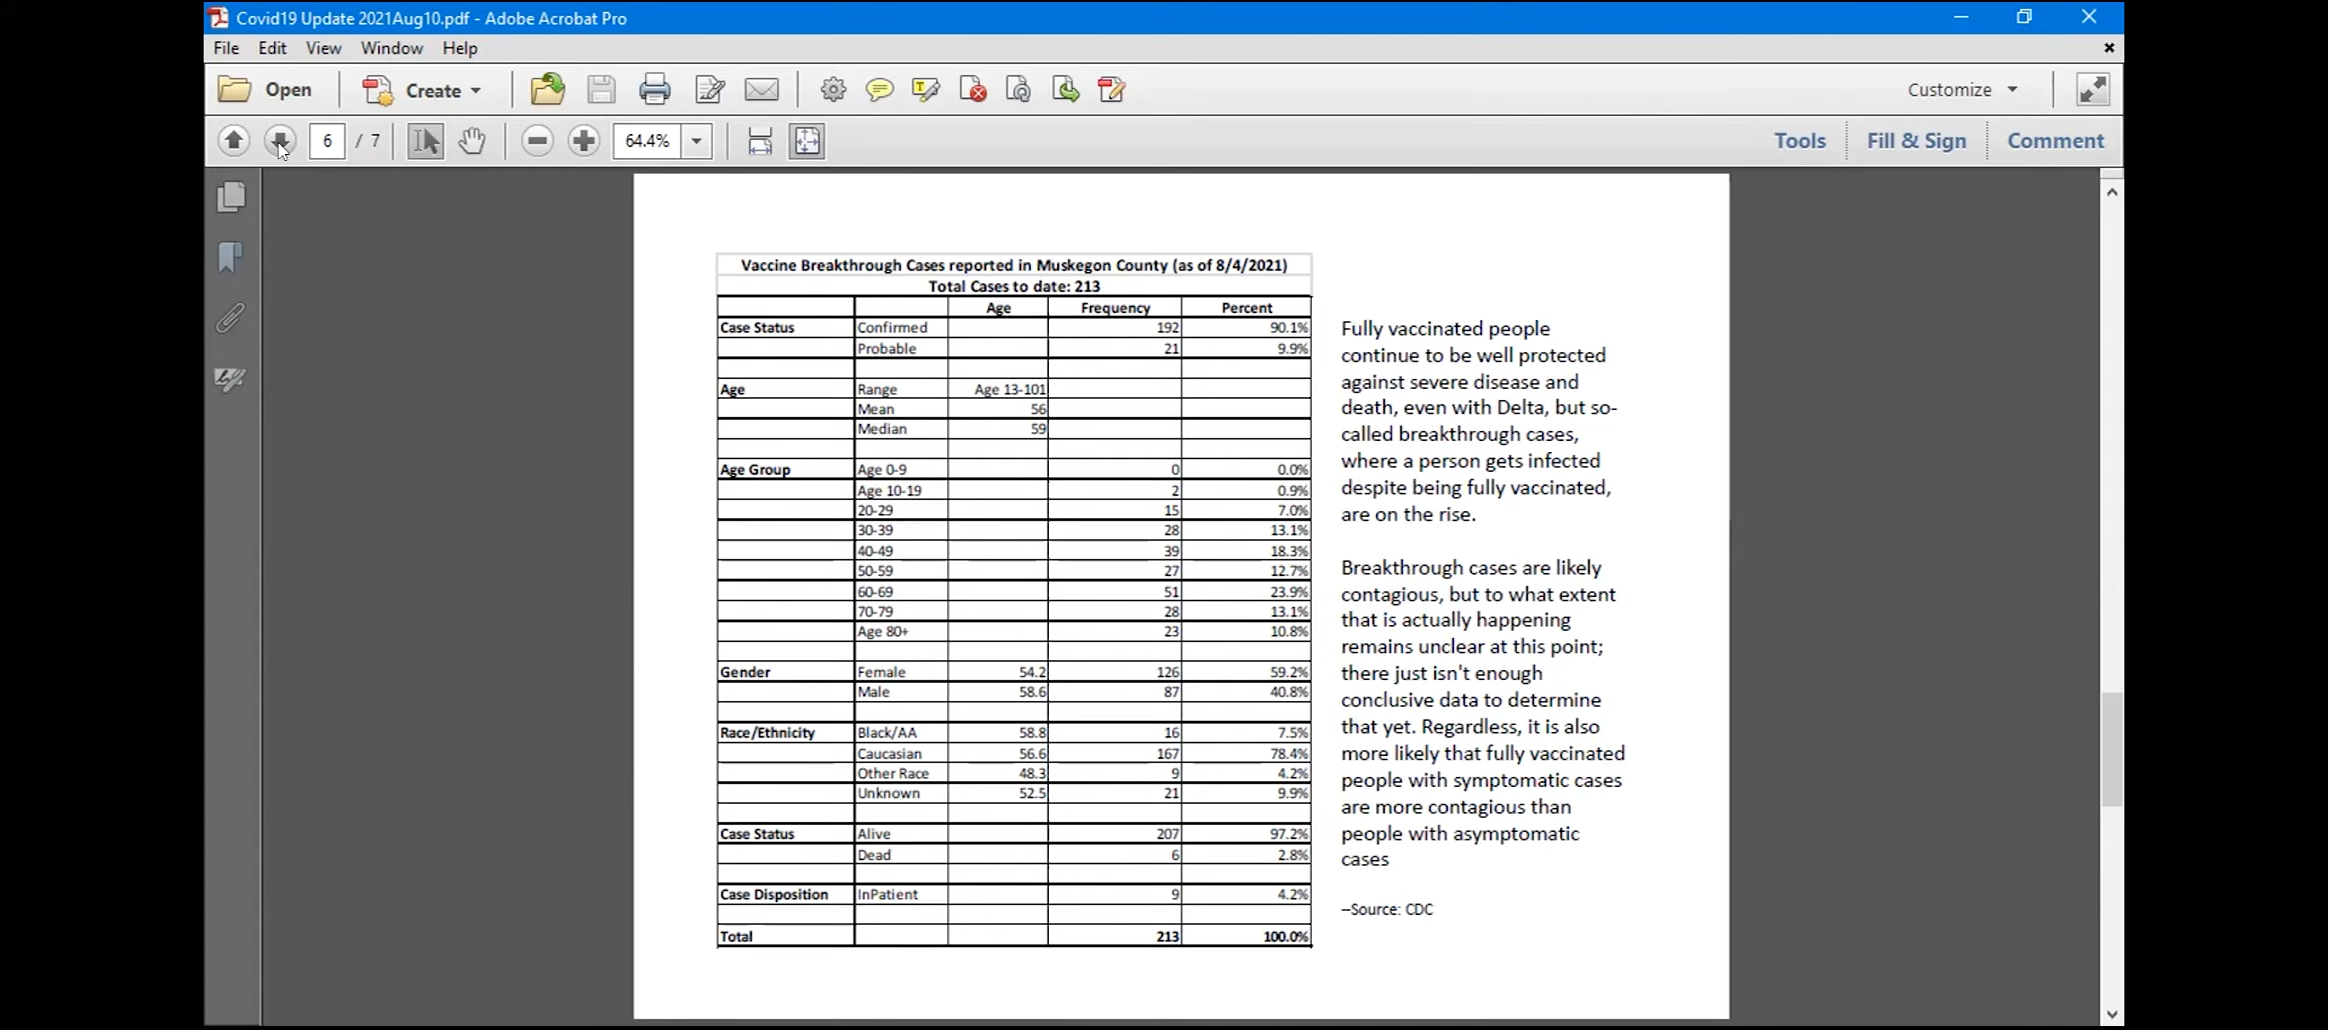 Covid19 Update 2021Aug10.pdf - Adobe Acrobat Pro
File Edit View Window Help
Open Create Customize
6 / 7 64.4% Tools Fill & Sign Comment
Vaccine Breakthrough Cases reported in Muskegon County (as of 8/4/2021)
Total Cases to date: 213
Age Frequency Percent
Case Status Confirmed 192 90.1%
Probable 21 9.9%
Age Range Age 13-101
Mean 56
Median 59
Age Group Age 0-9 0 0.0%
Age 10-19 2 0.9%
20-29 15 7.0%
30-39 28 13.1%
40-49 39 18.3%
50-59 27 12.7%
60-69 51 23.9%
70-79 28 13.1%
Age 80+ 23 10.8%
Gender Female 54.2 126 59.2%
Male 58.6 87 40.8%
Race/Ethnicity Black/AA 58.8 16 7.5%
Caucasian 56.6 167 78.4%
Other Race 48.3 9 4.2%
Unknown 52.5 21 9.9%
Case Status Alive 207 97.2%
Dead 6 2.8%
Case Disposition InPatient 9 4.2%
Total 213 100.0%
Fully vaccinated people
continue to be well protected
against severe disease and
death, even with Delta, but so-
called breakthrough cases,
where a person gets infected
despite being fully vaccinated,
are on the rise.
Breakthrough cases are likely
contagious, but to what extent
that is actually happening
remains unclear at this point;
there just isn't enough
conclusive data to determine
that yet. Regardless, it is also
more likely that fully vaccinated
people with symptomatic cases
are more contagious than
people with asymptomatic
cases
--Source: CDC